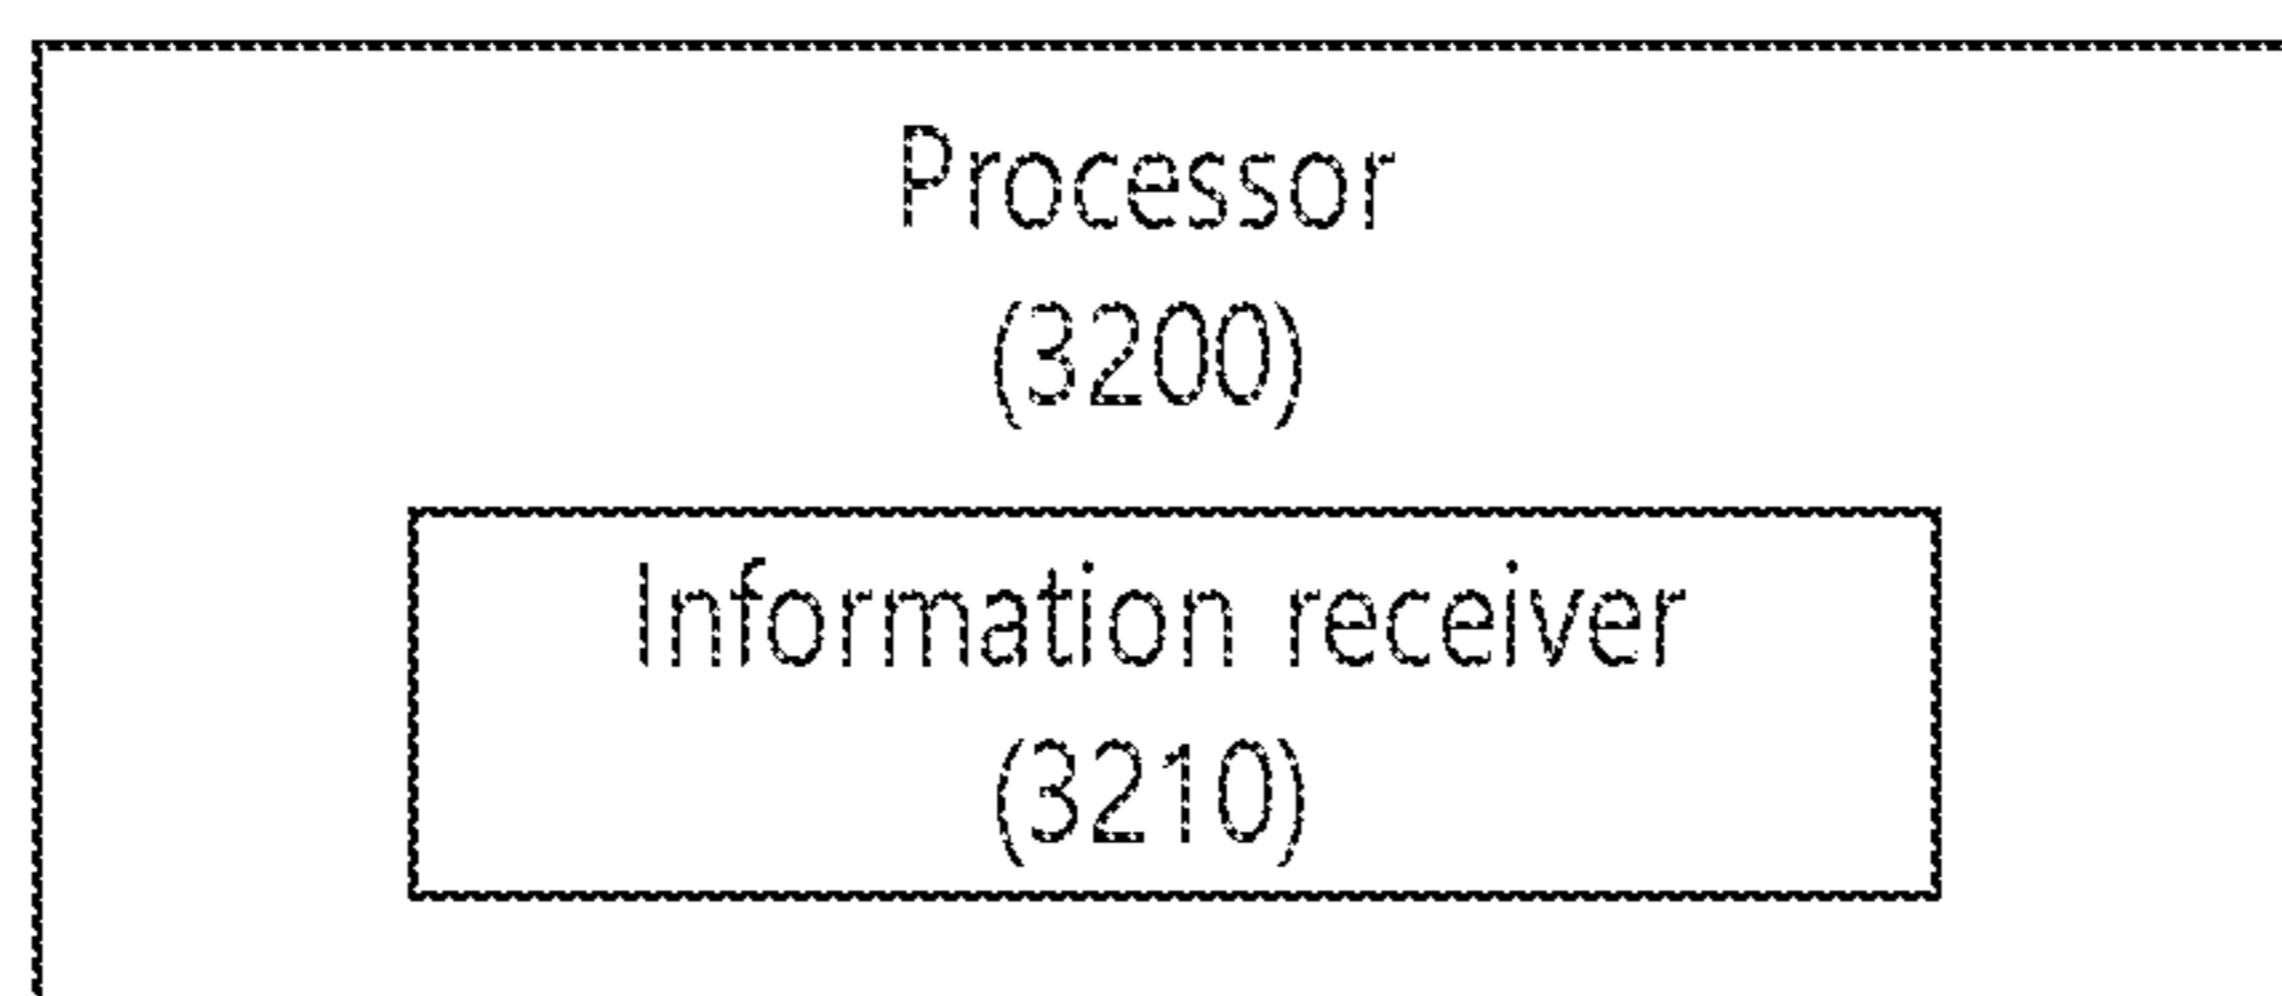 Processor
(3200)
Information receiver
(3210)